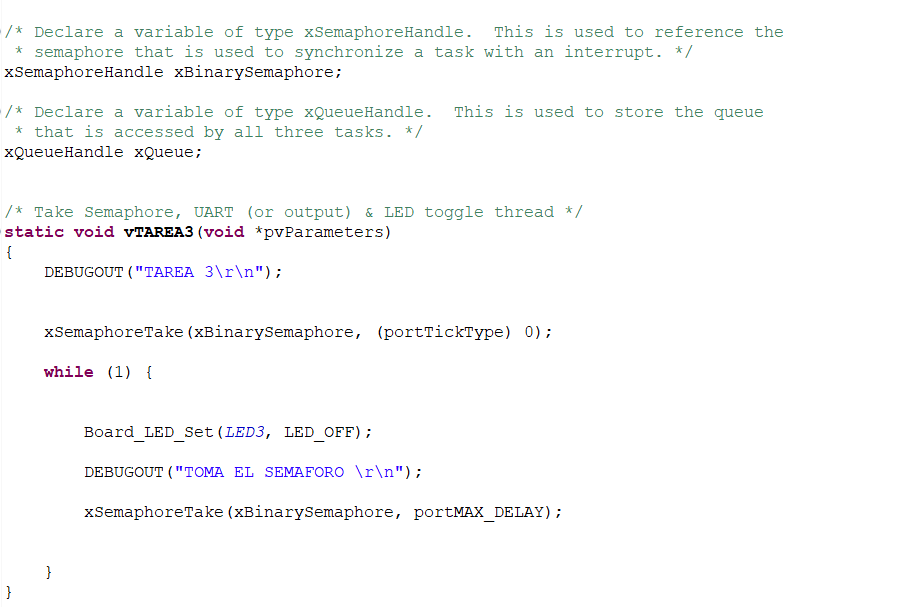 /* Declare a variable of type xSemaphoreHandle.  This is used to reference the
 * semaphore that is used to synchronize a task with an interrupt. */
xSemaphoreHandle xBinarySemaphore;
/* Declare a variable of type xQueueHandle.  This is used to store the queue
 * that is accessed by all three tasks. */
xQueueHandle xQueue;
/* Take Semaphore, UART (or output) & LED toggle thread */
static void vTAREA3(void *pvParameters)
{
    DEBUGOUT("TAREA 3\r\n");
    xSemaphoreTake(xBinarySemaphore, (portTickType) 0);
    while (1) {
        Board_LED_Set(LED3, LED_OFF);
        DEBUGOUT("TOMA EL SEMAFORO \r\n");
        xSemaphoreTake(xBinarySemaphore, portMAX_DELAY);
    }
}